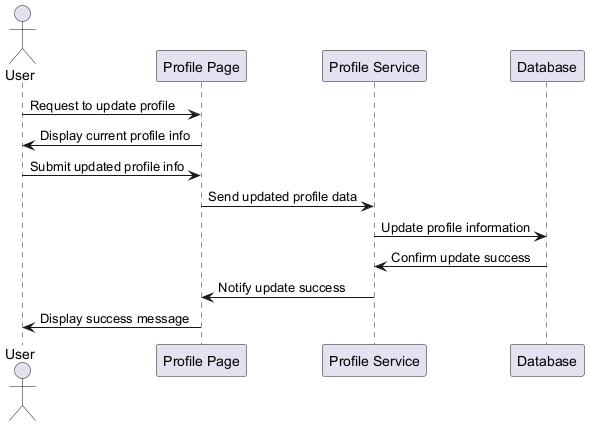 User
Profile Page
Profile Service
Database
Request to update profile
Display current profile info
Submit updated profile info
Send updated profile data
Update profile information
Confirm update success
Notify update success
Display success message
User
Profile Page
Profile Service
Database